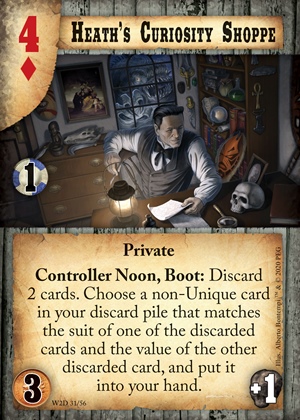 4
HEATH'S CURIOSITY SHOPPE
1
Private
Controller Noon, Boot: Discard
2 cards. Choose a non-Unique card
in your discard pile that matches
the suit of one of the discarded
cards and the value of the other
discarded card, and put it
into your hand.
3
W2D 31/56
+1
Illus. Alberto Bontempi ™ & © 2020 PEG